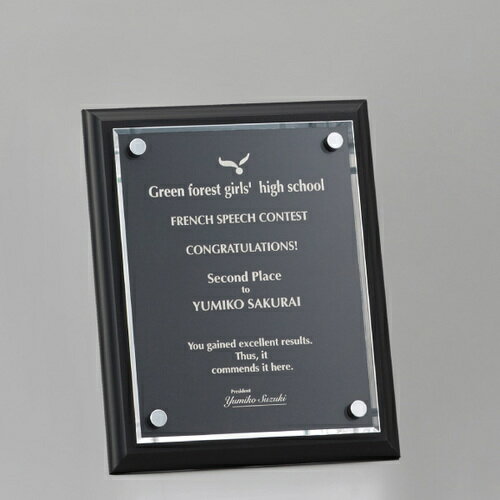 Green forest girls' high school
FRENCH SPEECH CONTEST
CONGRATULATIONS!
Second Place
to
YUMIKO SAKURAI
You gained excellent results.
Thus, it
commends it here.
President
Yumiko Suzuki